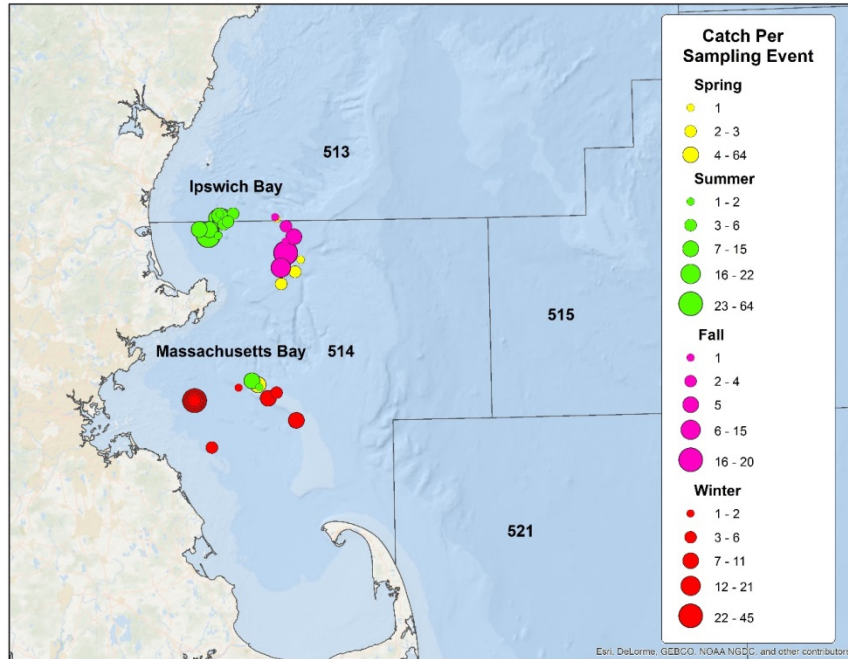 513
Ipswich Bay
515
Massachusetts Bay
514
521
Catch Per
Sampling Event
Spring
1
2 - 3
4 - 64
Summer
1 - 2
3 - 6
7 - 15
16 - 22
23 - 64
Fall
1
2 - 4
5
6 - 15
16 - 20
Winter
1 - 2
3 - 6
7 - 11
12 - 21
22 - 45
Esri, DeLorme, GEBCO, NOAA NGDC, and other contributors